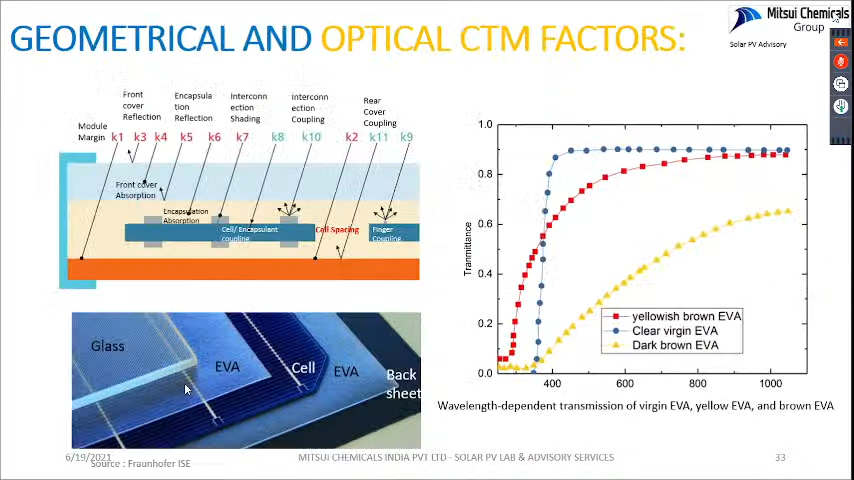 GEOMETRICAL AND OPTICAL CTM FACTORS:
Mitsui Chemicals
Group
Solar PV Advisory
Module
Margin
Front
cover
Reflection
Encapsula
tion
Reflection
Interconn
ection
Shading
Interconn
ection
Coupling
Rear
Cover
Coupling
k1 k3 k4 k5 k6 k7 k8 k10 k2 k11 k9
Front cover
Absorption
Encapsulation
Absorption
Cell/ Encapsulant
coupling
Cell Spacing
Finger
Coupling
Glass
EVA
Cell
EVA
Back
sheet
Source : Fraunhofer ISE
Tranmittance
1.0
0.8
0.6
0.4
0.2
0.0
400 600 800 1000
yellowish brown EVA
Clear virgin EVA
Dark brown EVA
Wavelength-dependent transmission of virgin EVA, yellow EVA, and brown EVA
6/19/2021
MITSUI CHEMICALS INDIA PVT LTD - SOLAR PV LAB & ADVISORY SERVICES
33